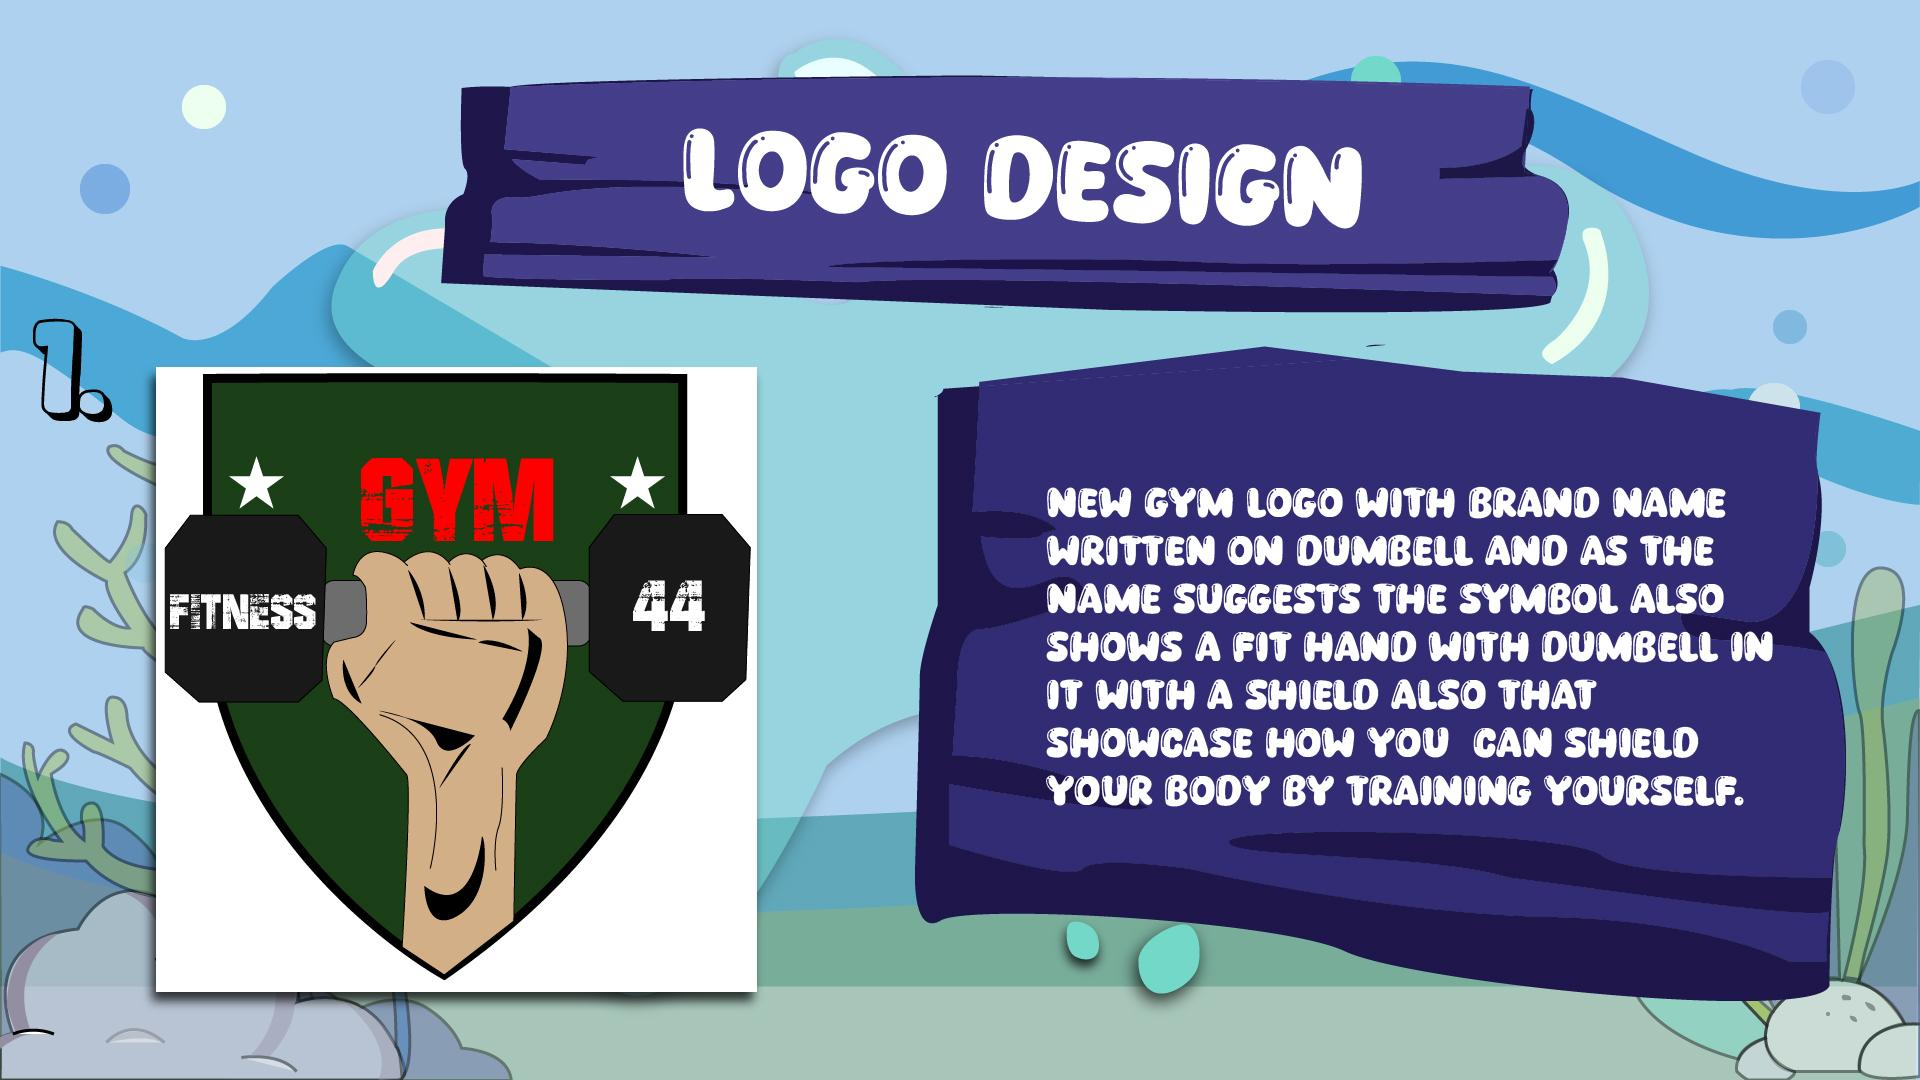 LOGO DESIGN
1.
GYM
FITNESS
44
NEW GYM LOGO WITH BRAND NAME
WRITTEN ON DUMBELL AND AS THE
NAME SUGGESTS THE SYMBOL ALSO
SHOWS A FIT HAND WITH DUMBELL IN
IT WITH A SHIELD ALSO THAT
SHOWCASE HOW YOU CAN SHIELD
YOUR BODY BY TRAINING YOURSELF.